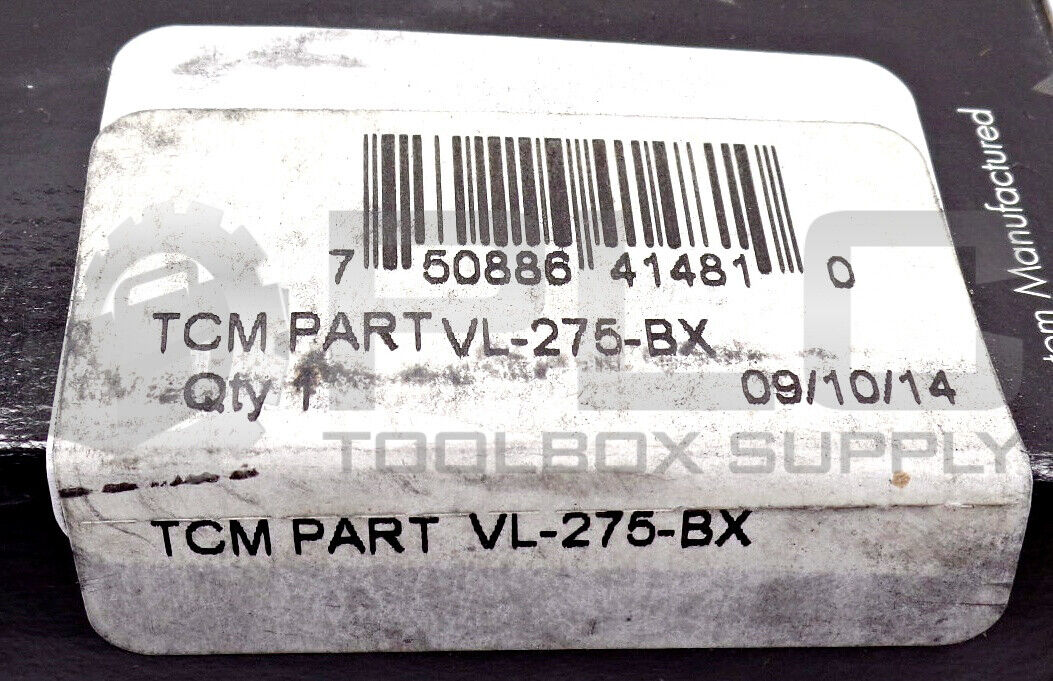 7 50886 41481 0
TCM PART VL-275-BX
Qty 1 09/10/14
TCM PART VL-275-BX
Manufactured
PLC
TOOLBOX SUPPLY